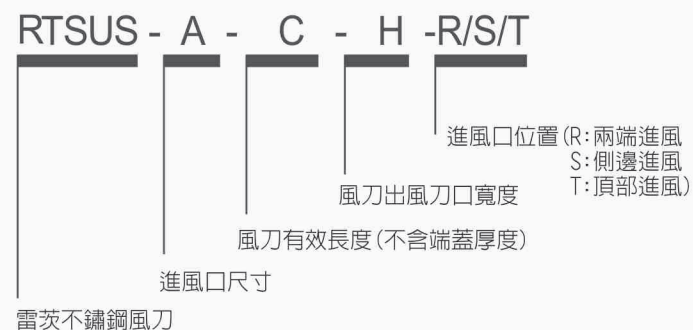 RTSUS - A - C - H -R/S/T
進風口位置(R:兩端進風
S:側邊進風
T:頂部進風)
風刀出風刀口寬度
風刀有效長度(不含端蓋厚度)
進風口尺寸
雷茨不鏽鋼風刀